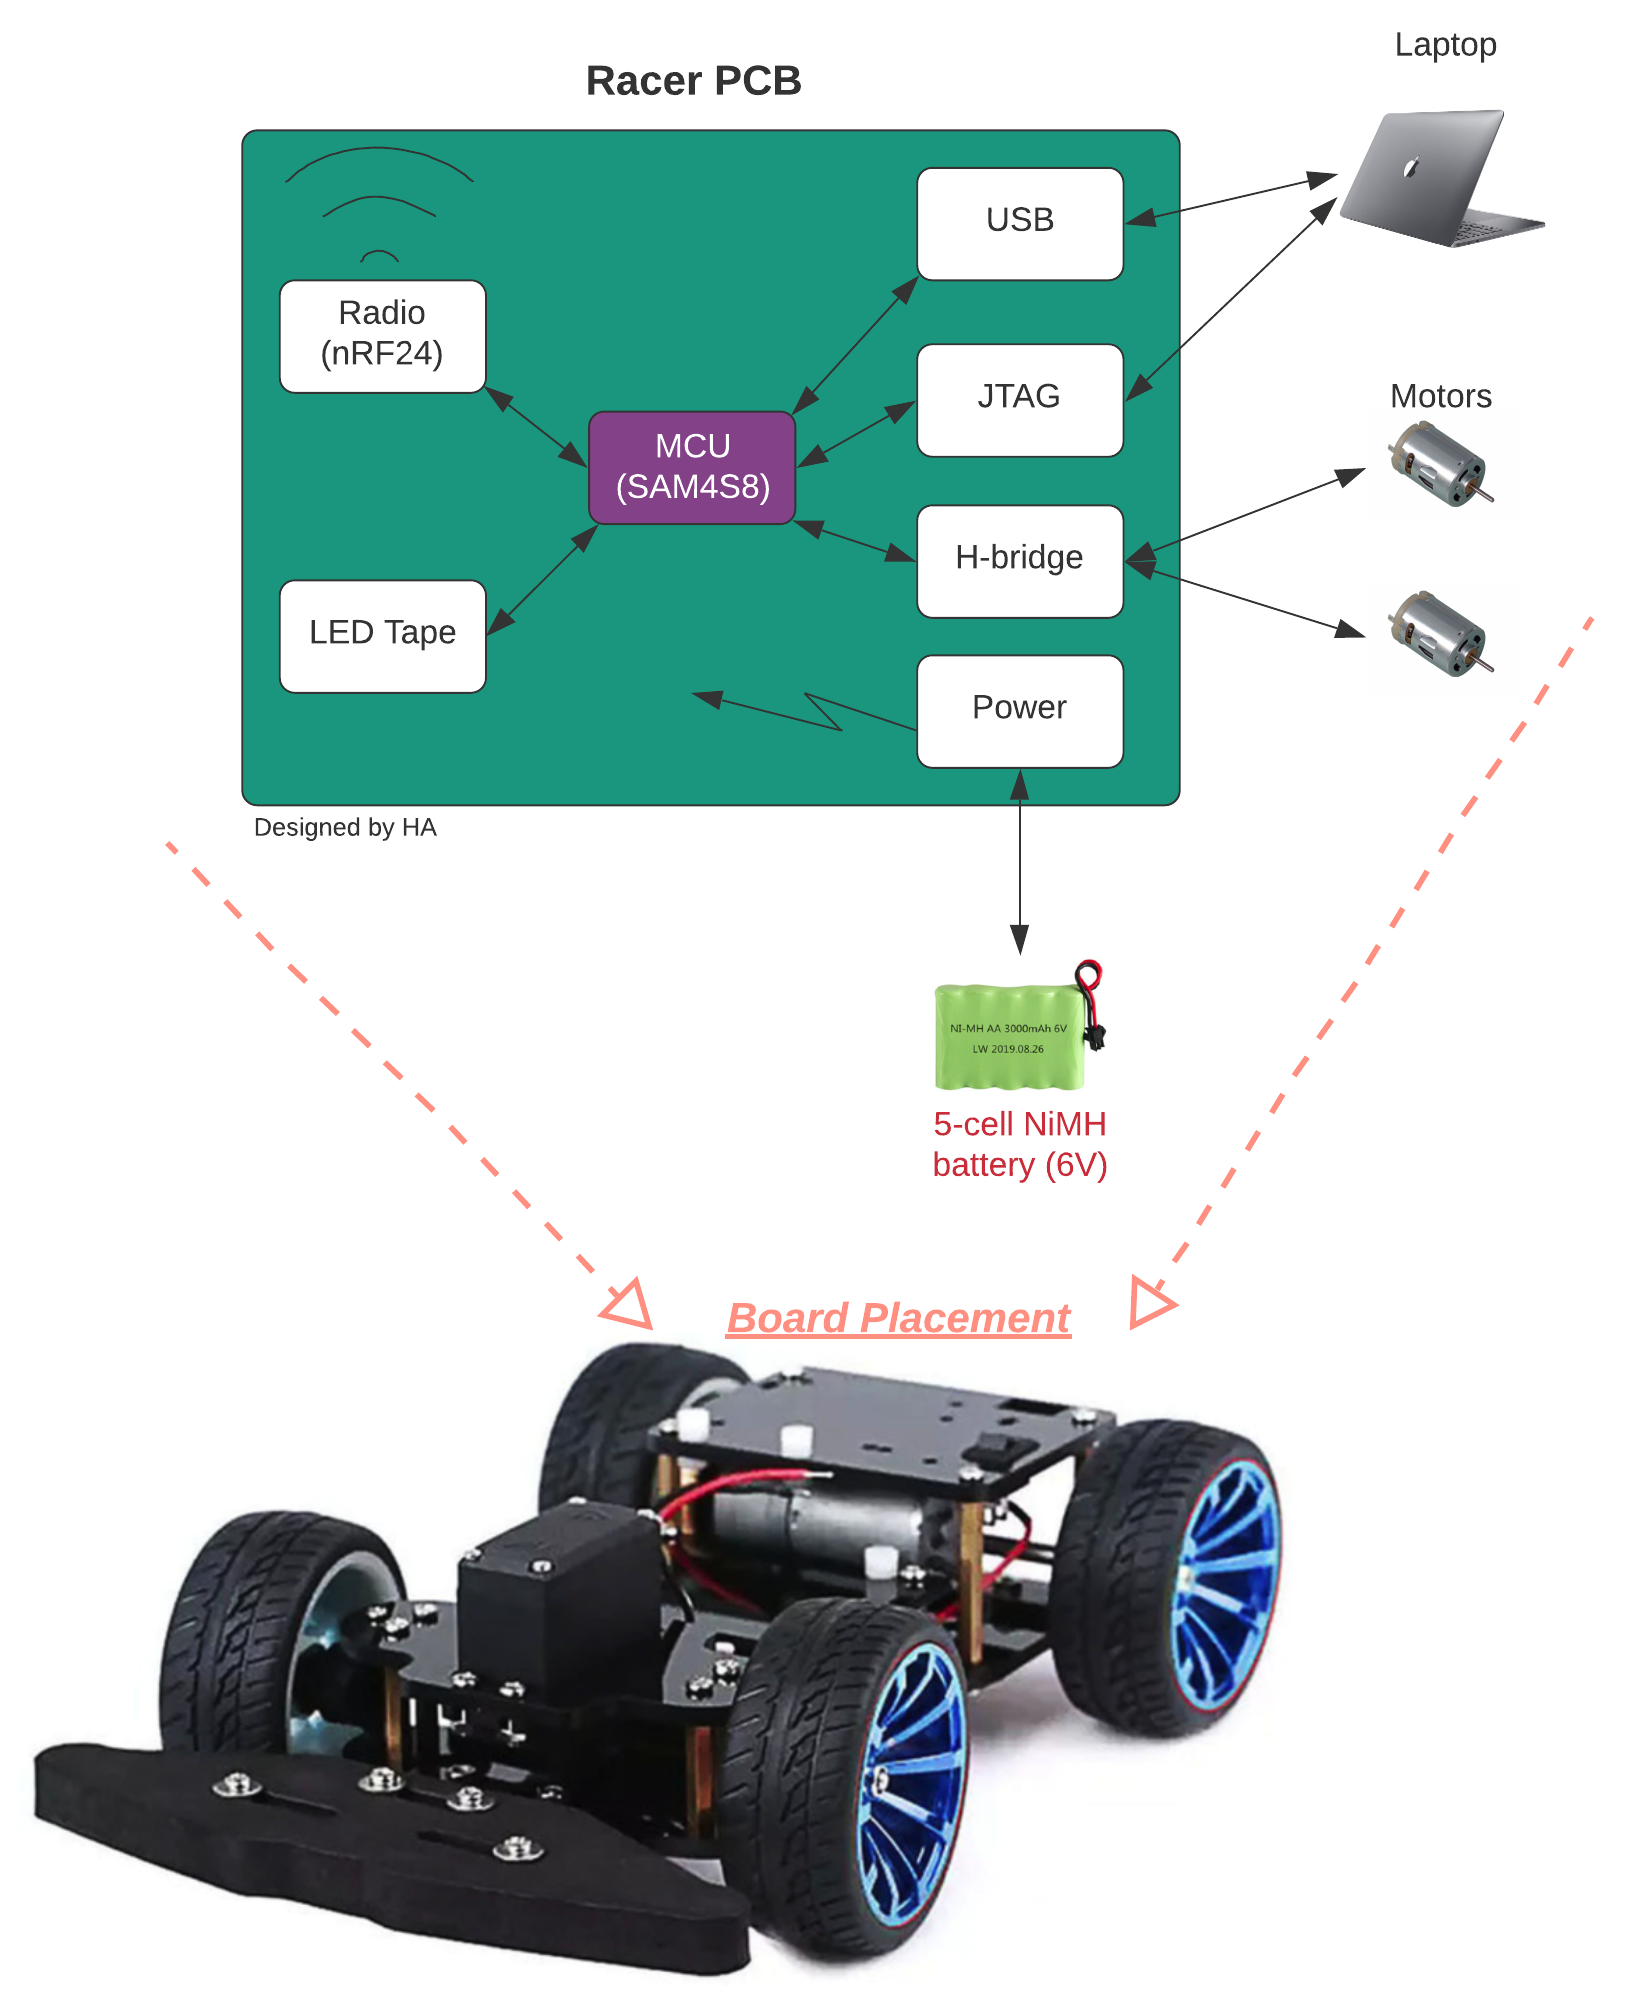 Laptop
Racer PCB
USB
Radio
(nRF24)
JTAG
Motors
MCU
(SAM4S8)
H-bridge
LED Tape
Power
Designed by HA
NI-MH AA 3000mAh 6V
LW 2019.08.26
5-cell NiMH
battery (6V)
Board Placement